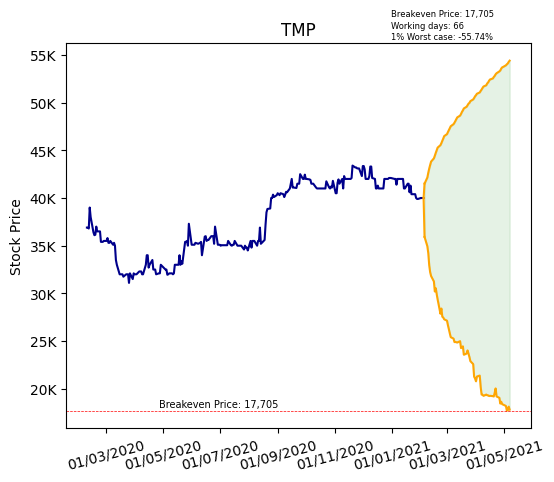 Breakeven Price: 17,705
Working days: 66
1% Worst case: -55.74%
TMP
Stock Price
55K
50K
45K
40K
35K
30K
25K
20K
Breakeven Price: 17,705
01/03/2020
01/05/2020
01/07/2020
01/09/2020
01/11/2020
01/01/2021
01/03/2021
01/05/2021